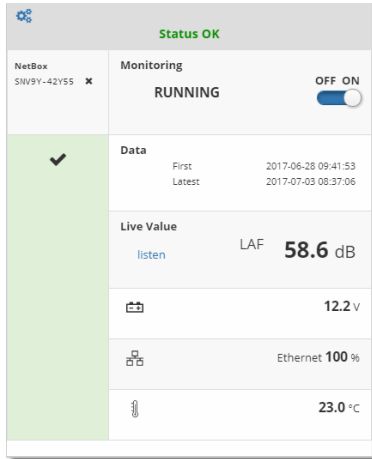 Status OK
NetBox
SNV9Y-42Y55 ✖
Monitoring
RUNNING
OFF ON
Data
First 2017-06-28 09:41:53
Latest 2017-07-03 08:37:06
Live Value
listen
LAF 58.6 dB
12.2 V
Ethernet 100 %
23.0 °C